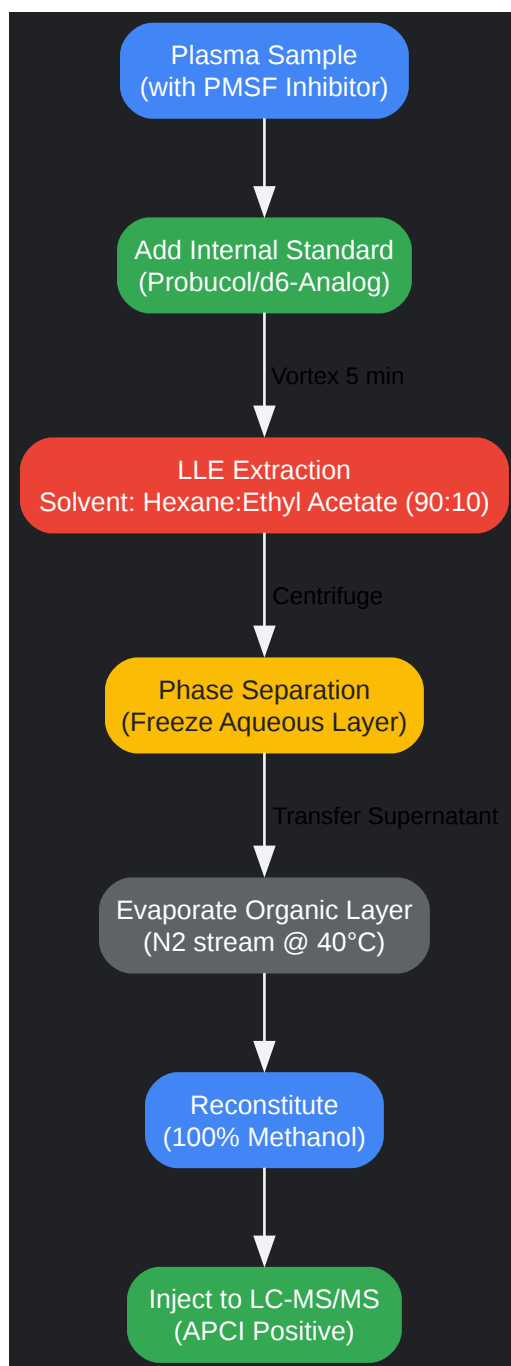 Plasma Sample
(with PMSF Inhibitor)
Add Internal Standard
(Probucol/d6-Analog)
Vortex 5 min
LLE Extraction
Solvent: Hexane:Ethyl Acetate (90:10)
Centrifuge
Phase Separation
(Freeze Aqueous Layer)
Transfer Supernatant
Evaporate Organic Layer
(N2 stream @ 40°C)
Reconstitute
(100% Methanol)
Inject to LC-MS/MS
(APCI Positive)